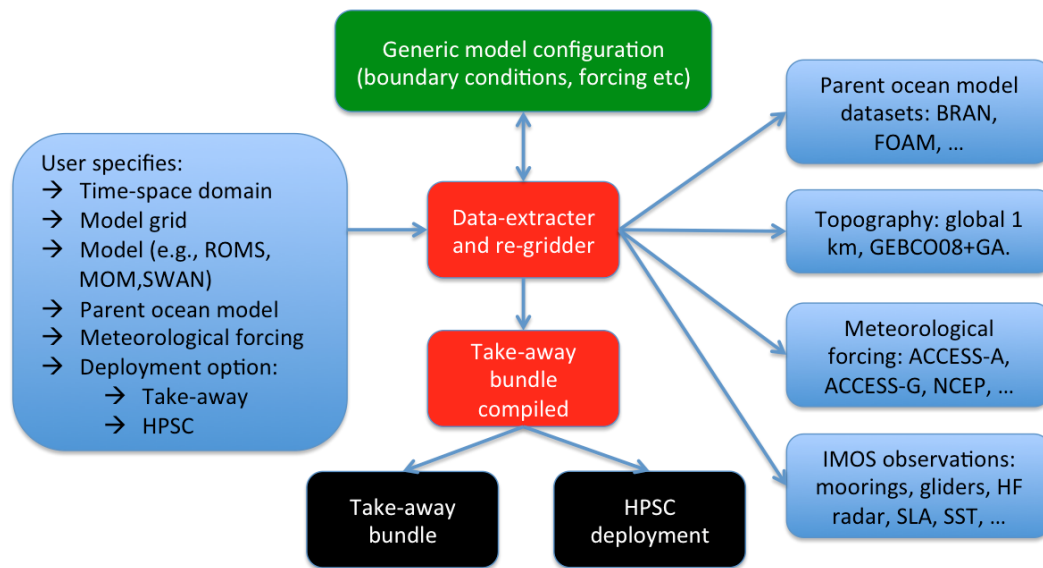 Generic model configuration
(boundary conditions, forcing etc)
User specifies:
→ Time-space domain
→ Model grid
→ Model (e.g., ROMS,
MOM,SWAN)
→ Parent ocean model
→ Meteorological forcing
→ Deployment option:
→ Take-away
→ HPSC
Data-extracter
and re-gridder
Take-away
bundle
compiled
Take-away
bundle
HPSC
deployment
Parent ocean model
datasets: BRAN,
FOAM, …
Topography: global 1
km, GEBCO08+GA.
Meteorological
forcing: ACCESS-A,
ACCESS-G, NCEP, …
IMOS observations:
moorings, gliders, HF
radar, SLA, SST, …